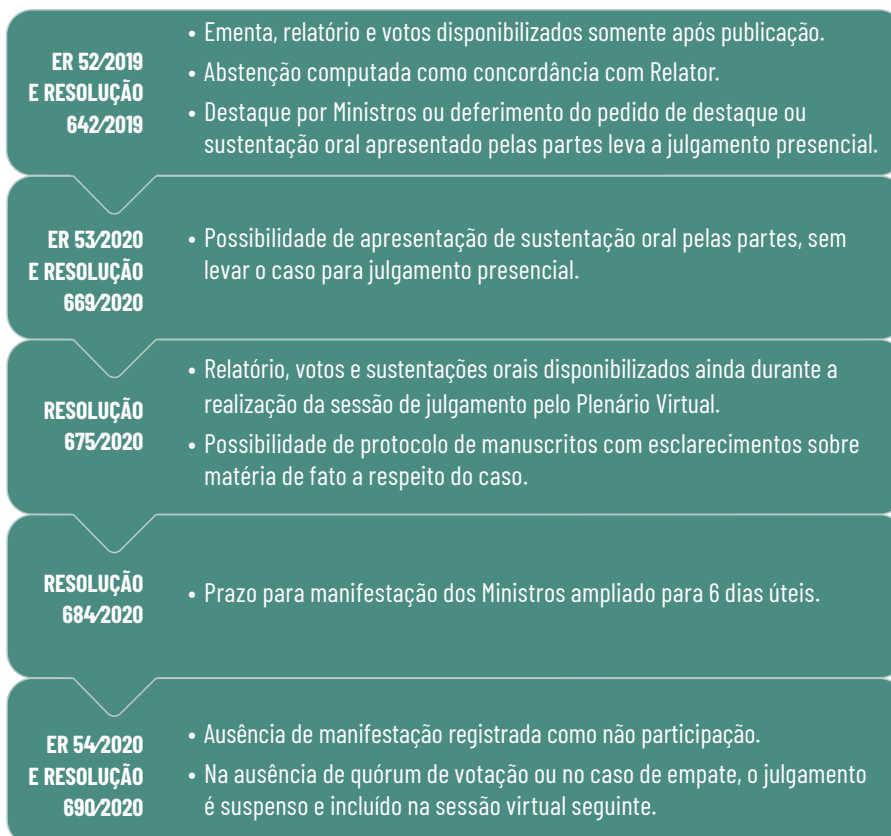 ER 52/2019
E RESOLUÇÃO
642/2019
• Ementa, relatório e votos disponibilizados somente após publicação.
• Abstenção computada como concordância com Relator.
• Destaque por Ministros ou deferimento do pedido de destaque ou
sustentação oral apresentado pelas partes leva a julgamento presencial.
ER 53/2020
E RESOLUÇÃO
669/2020
• Possibilidade de apresentação de sustentação oral pelas partes, sem
levar o caso para julgamento presencial.
RESOLUÇÃO
675/2020
• Relatório, votos e sustentações orais disponibilizados ainda durante a
realização da sessão de julgamento pelo Plenário Virtual.
• Possibilidade de protocolo de manuscritos com esclarecimentos sobre
matéria de fato a respeito do caso.
RESOLUÇÃO
684/2020
• Prazo para manifestação dos Ministros ampliado para 6 dias úteis.
ER 54/2020
E RESOLUÇÃO
690/2020
• Ausência de manifestação registrada como não participação.
• Na ausência de quórum de votação ou no caso de empate, o julgamento
é suspenso e incluído na sessão virtual seguinte.